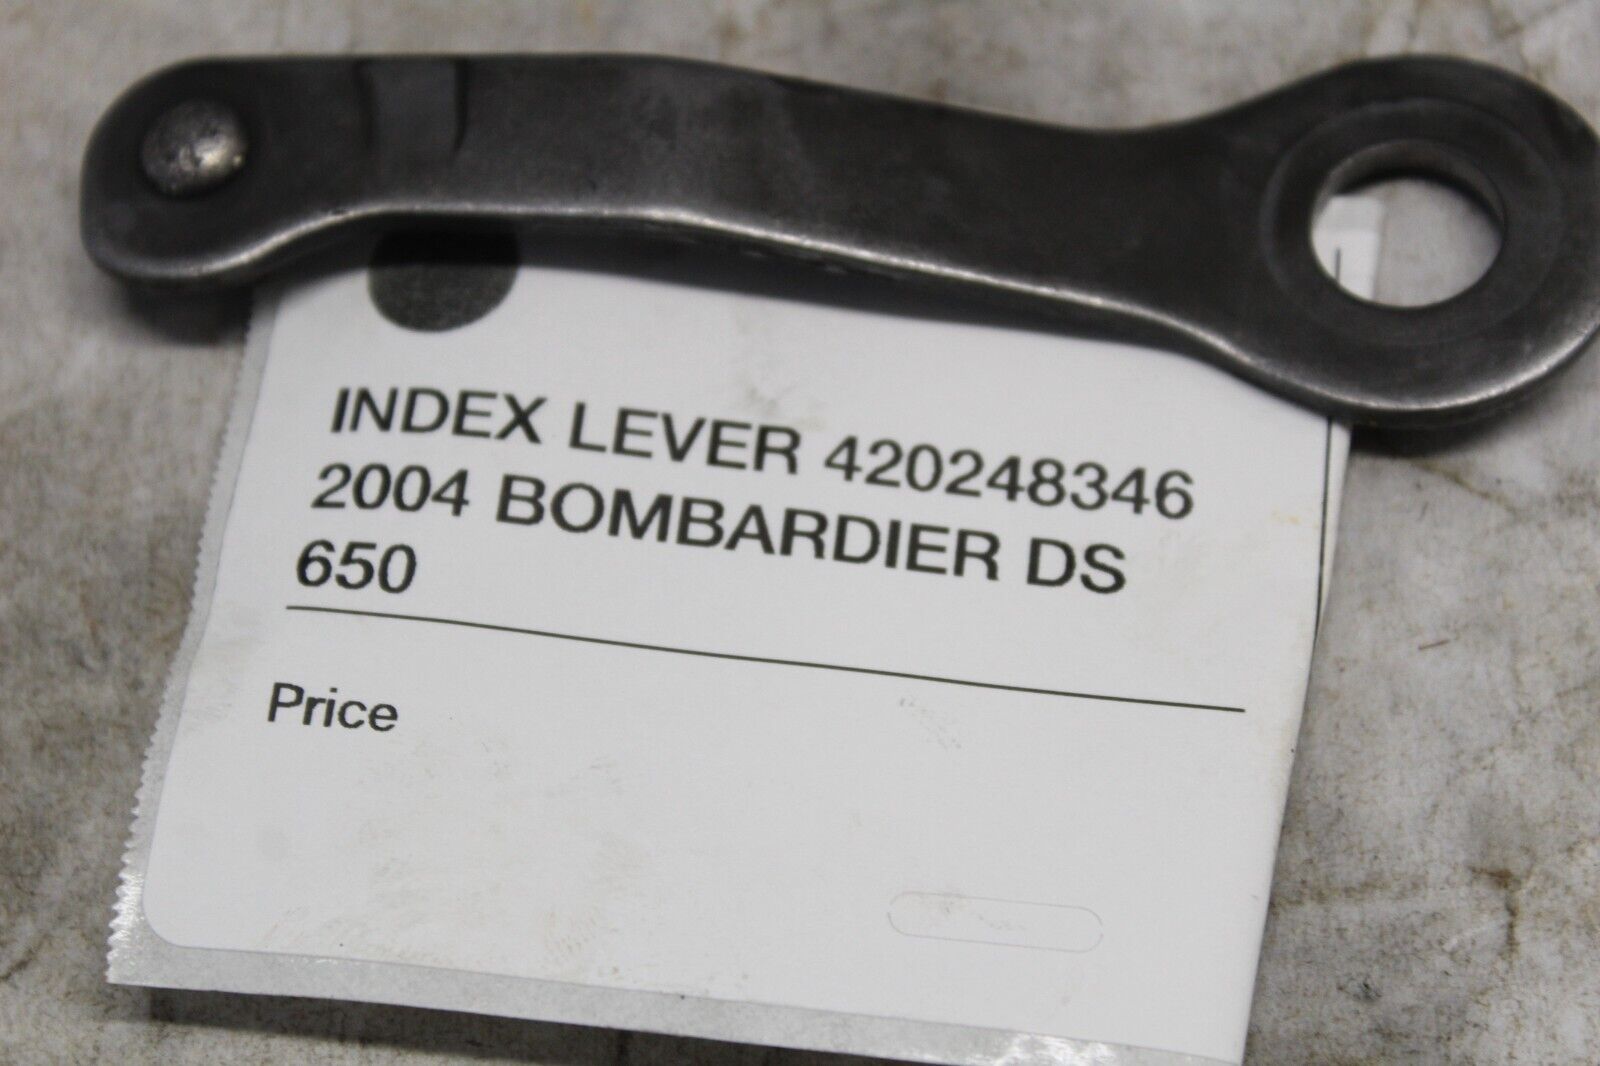 INDEX LEVER 420248346
2004 BOMBARDIER DS
650
Price